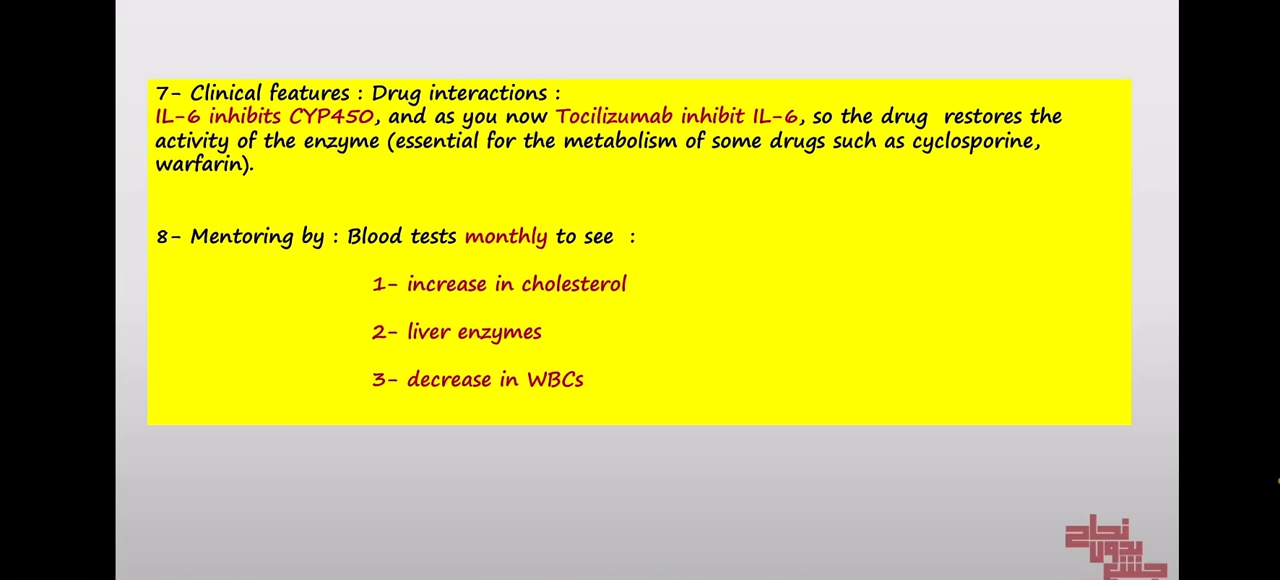 7- Clinical features : Drug interactions :
IL-6 inhibits CYP450, and as you now Tocilizumab inhibit IL-6, so the drug restores the
activity of the enzyme (essential for the metabolism of some drugs such as cyclosporine,
warfarin).
8- Mentoring by : Blood tests monthly to see :
1- increase in cholesterol
2- liver enzymes
3- decrease in WBCs
نجاح
بدون